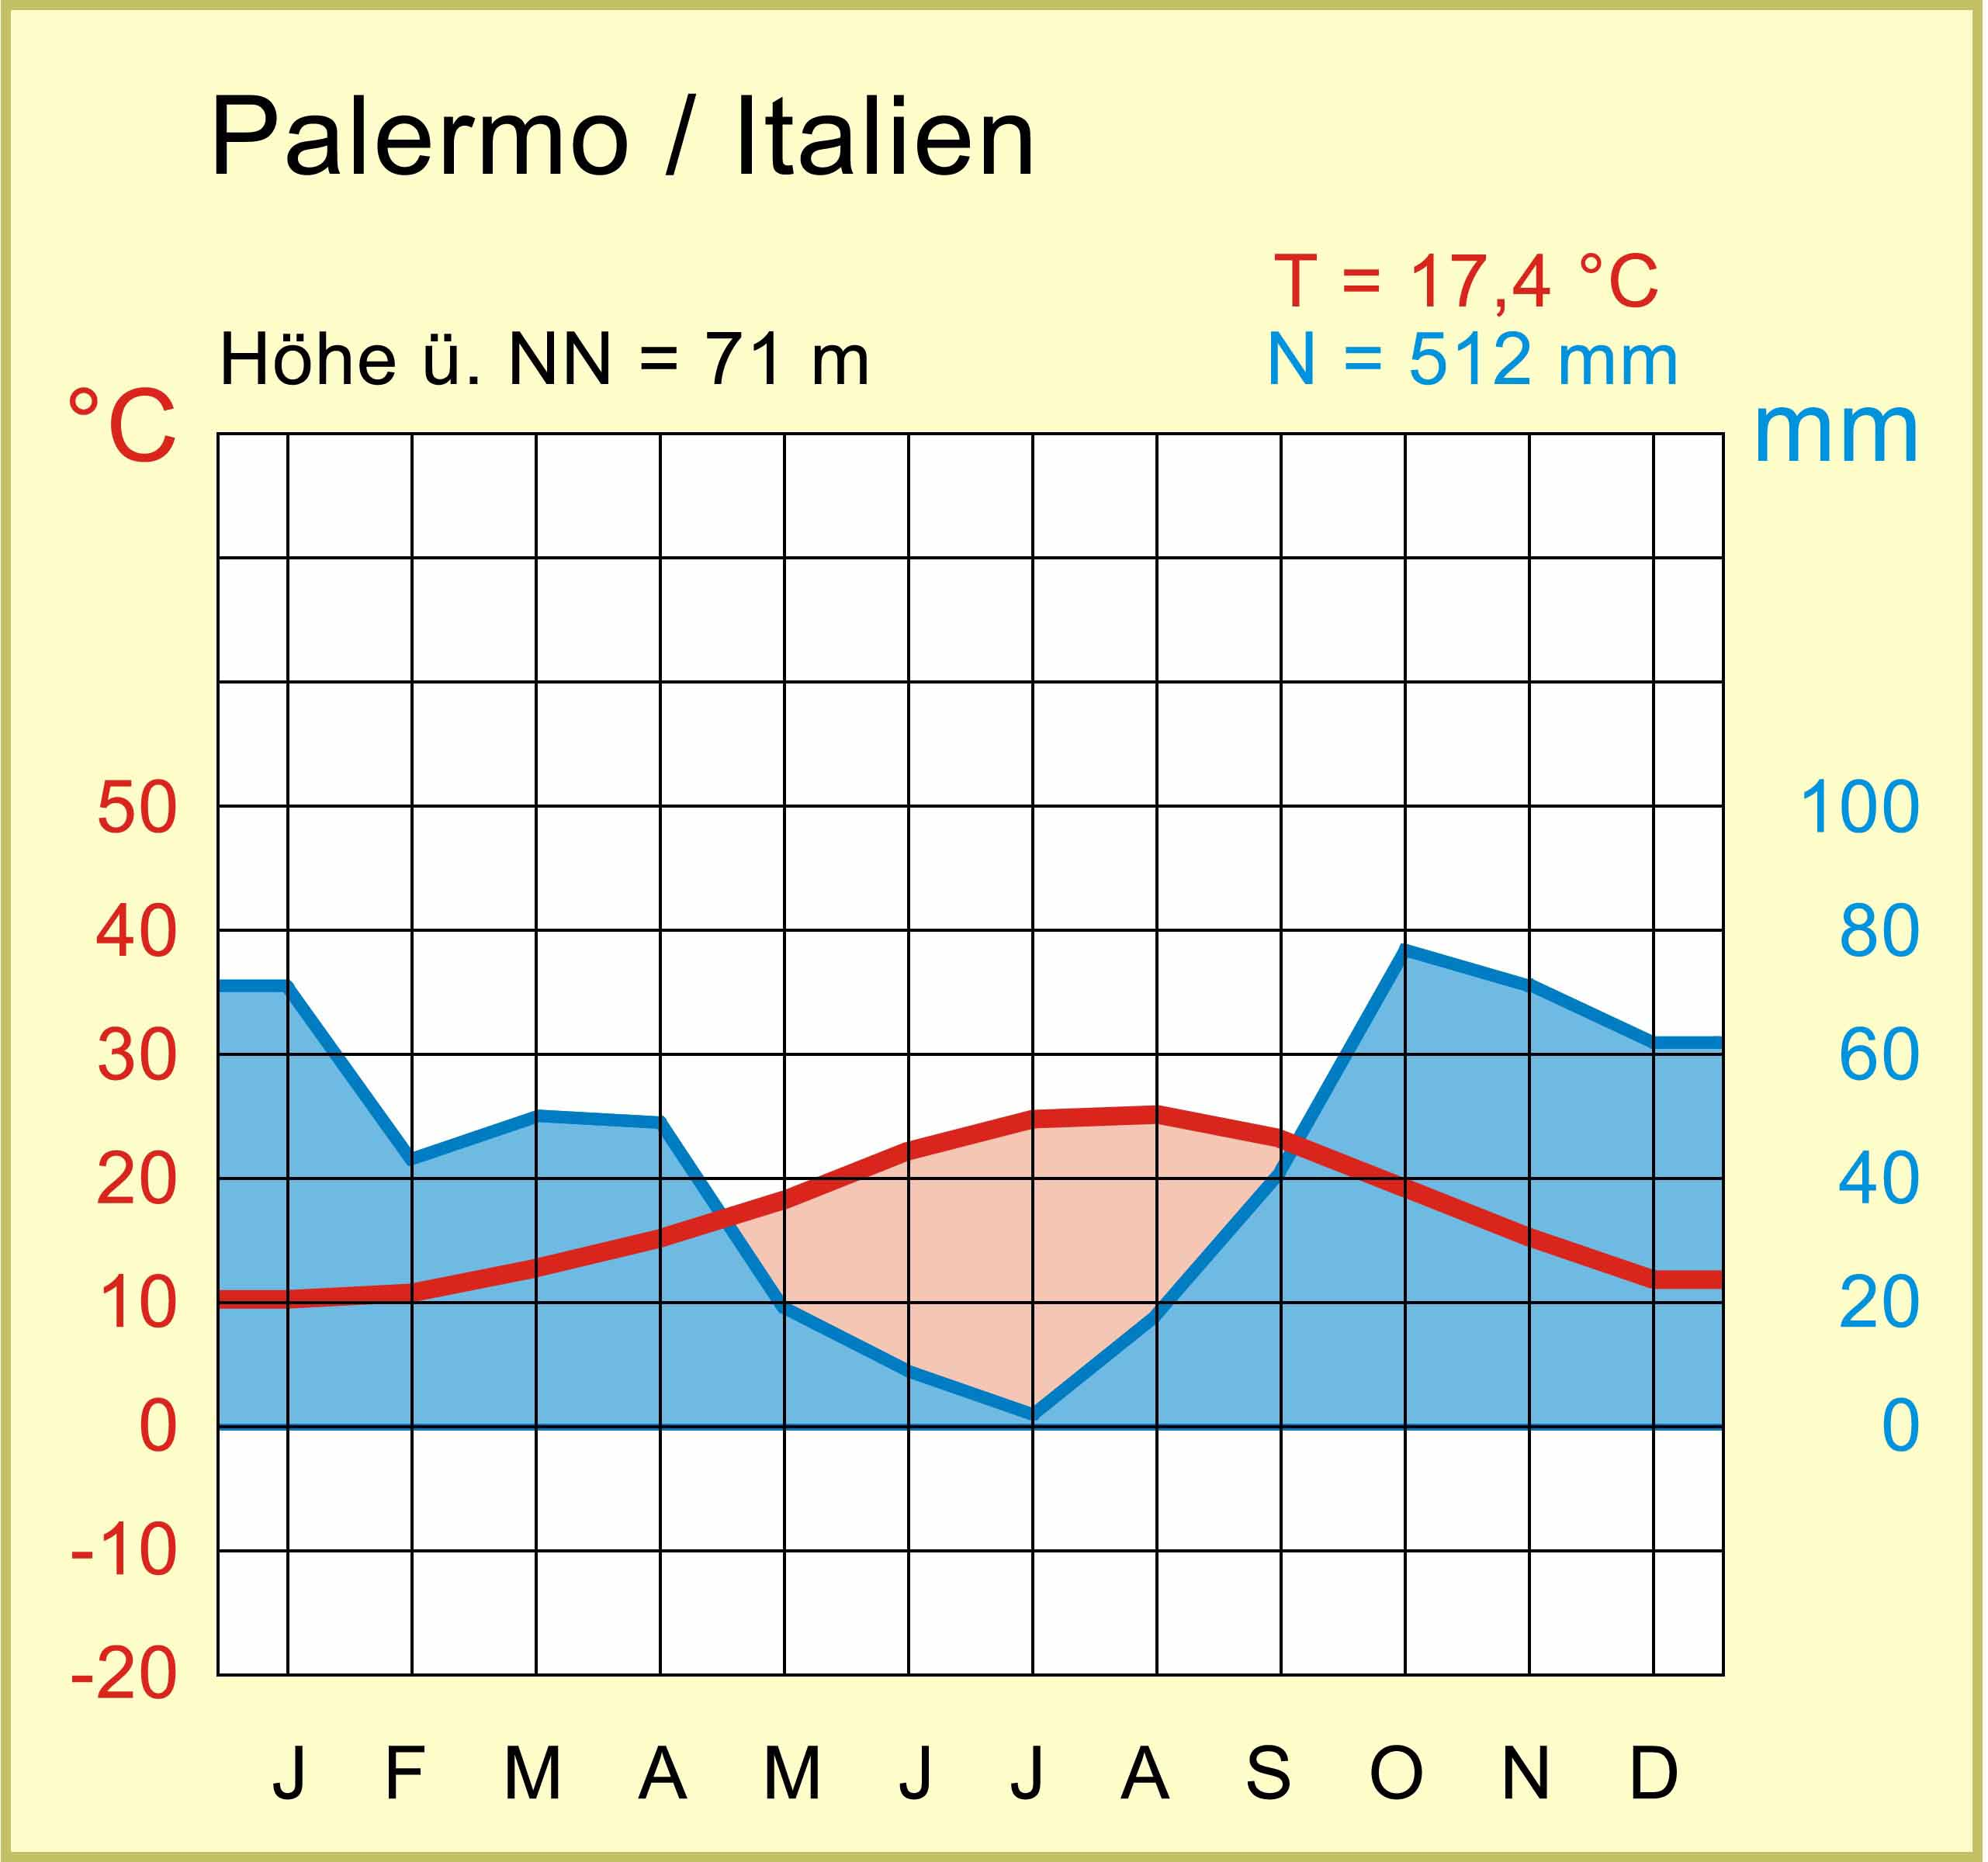 Palermo / Italien
T = 17,4 °C
Höhe ü. NN = 71 m
N = 512 mm
°C
mm
50 100
40 80
30 60
20 40
10 20
0 0
-10
-20
J F M A M J J A S O N D